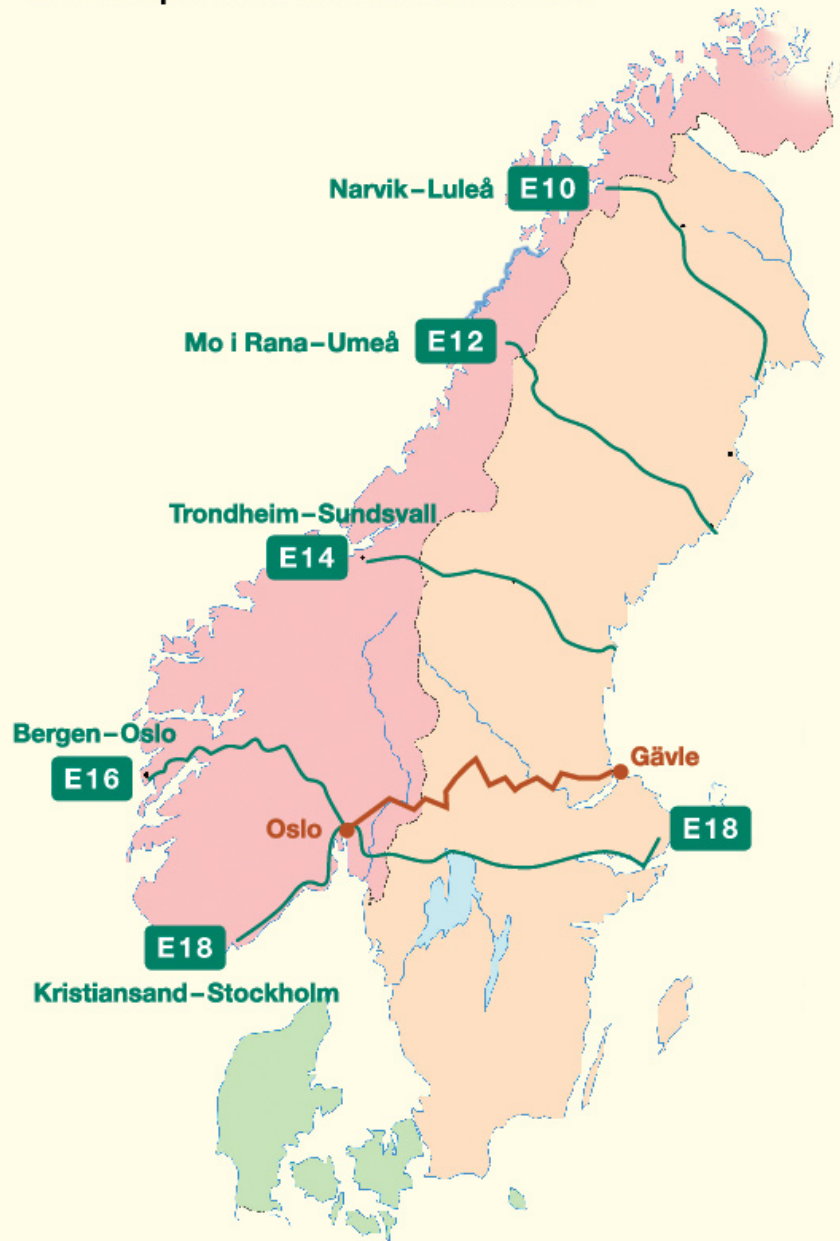 Narvik–Luleå E10
Mo i Rana–Umeå E12
Trondheim–Sundsvall
E14
Bergen–Oslo
E16
Gävle
Oslo
E18
E18
Kristiansand–Stockholm